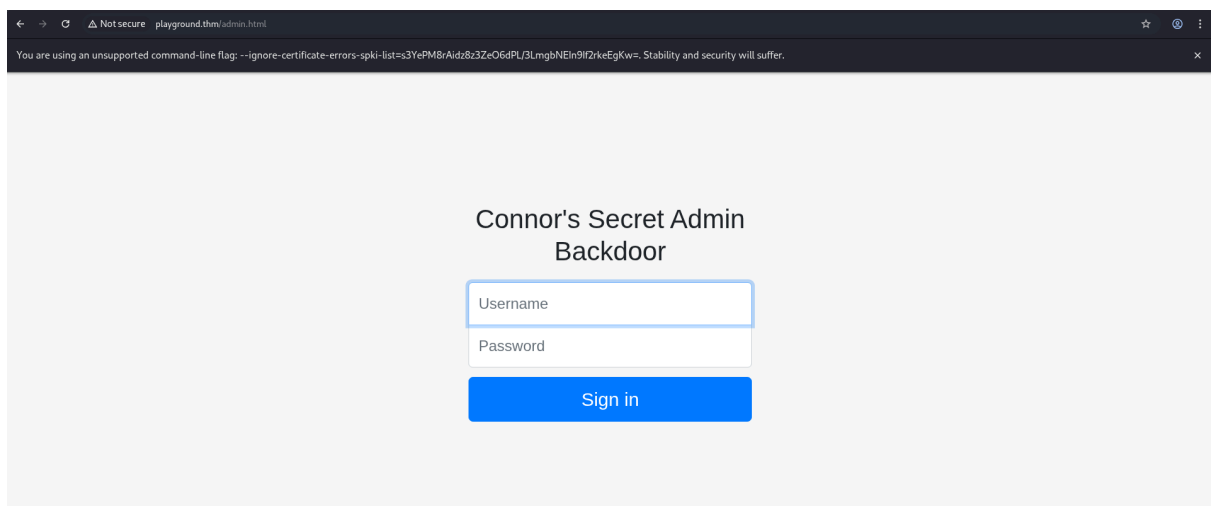 Not secure playground.thm/admin.html
You are using an unsupported command-line flag: --ignore-certificate-errors-spki-list=s3YePM8rAidz8z3ZeO6dPL/3LmgbNEIn9lf2rkeEgKw=. Stability and security will suffer.
Connor's Secret Admin
Backdoor
Username
Password
Sign in